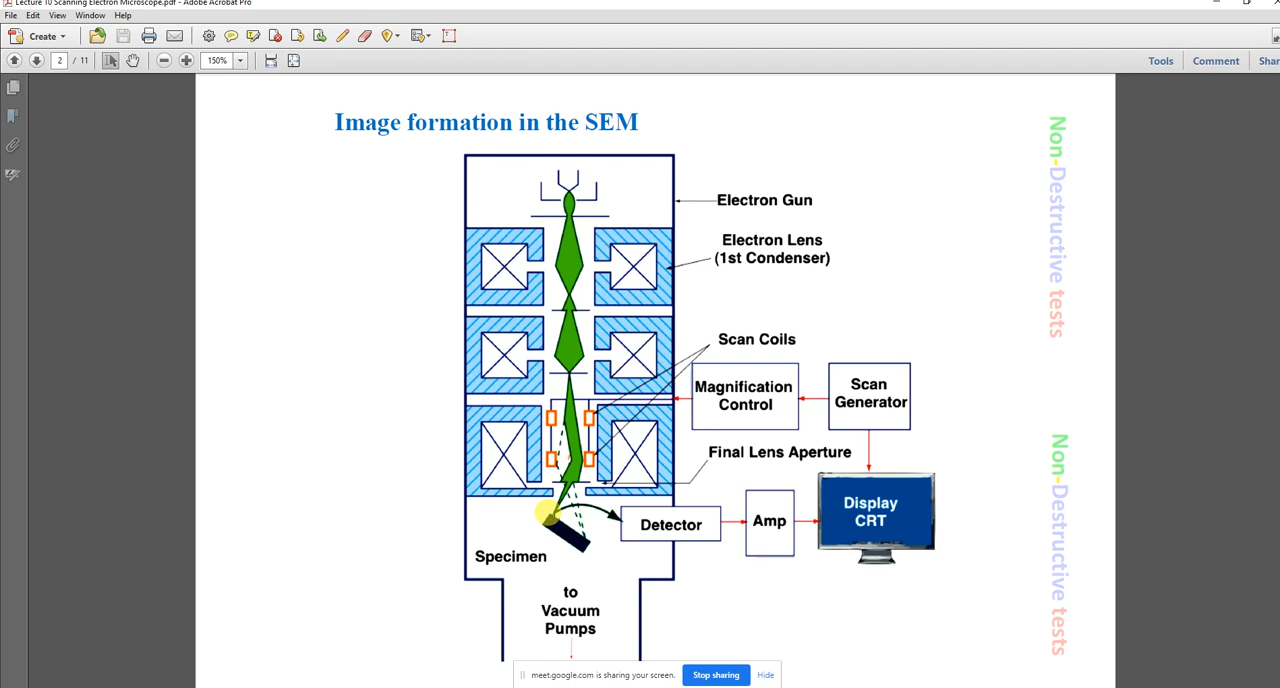 Lecture 10 Scanning Electron Microscope.pdf - Adobe Acrobat Pro
File Edit View Window Help
Create
2 / 11
150%
Tools Comment
Image formation in the SEM
Electron Gun
Electron Lens
(1st Condenser)
Scan Coils
Magnification
Control
Scan
Generator
Final Lens Aperture
Display
CRT
Detector
Amp
Specimen
to
Vacuum
Pumps
Non-Destructive tests
Non-Destructive tests
meet.google.com is sharing your screen.
Stop sharing
Hide